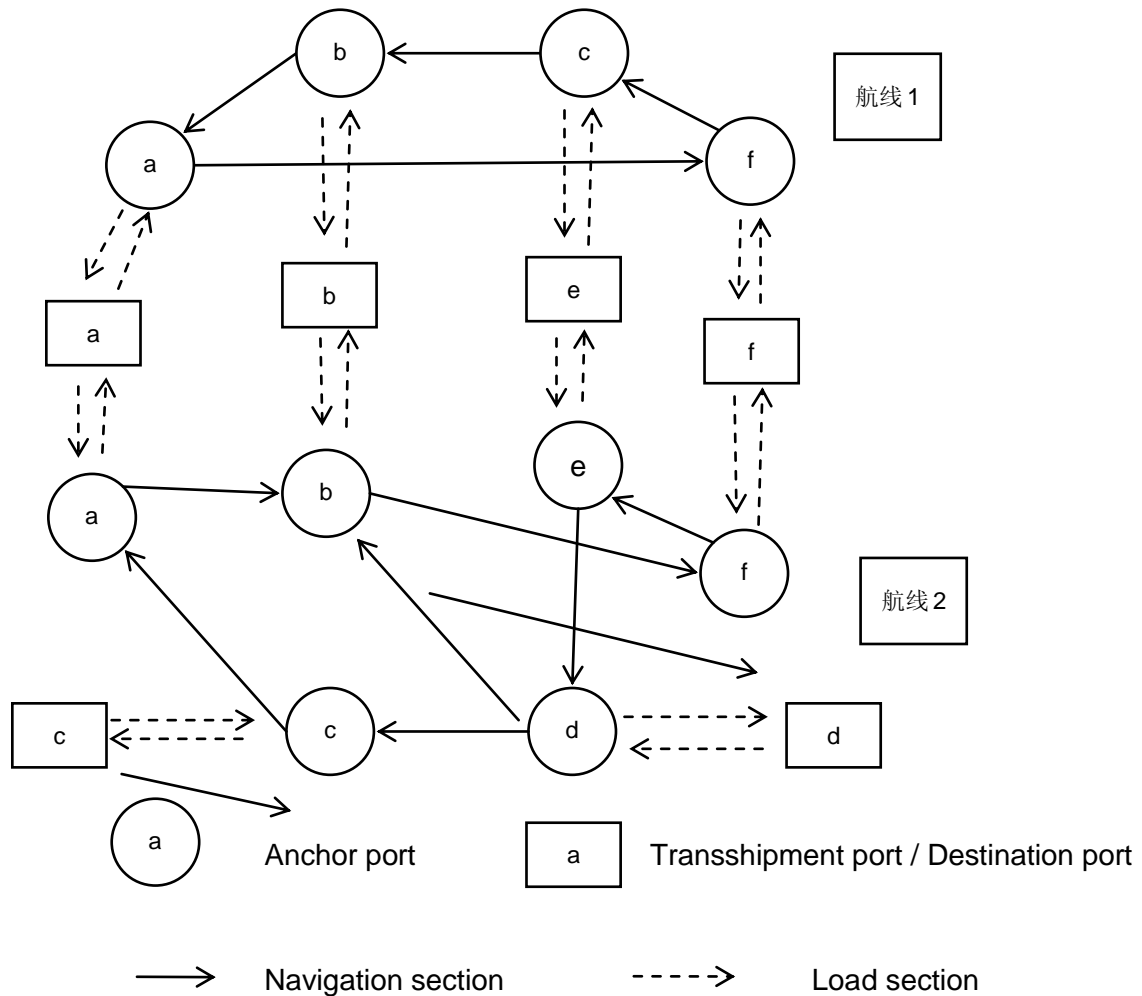 b
c
航线 1
a
f
b
e
a
f
e
b
a
f
航线 2
c
c
d
d
a
Anchor port
a
Transshipment port / Destination port
Navigation section
Load section